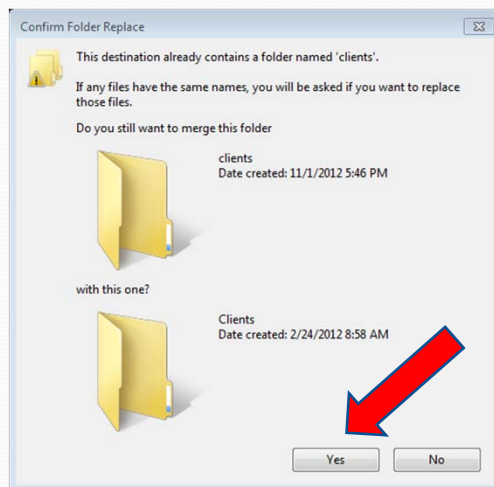 Confirm Folder Replace
This destination already contains a folder named 'clients'.
If any files have the same names, you will be asked if you want to replace
those files.
Do you still want to merge this folder
clients
Date created: 11/1/2012 5:46 PM
with this one?
Clients
Date created: 2/24/2012 8:58 AM
Yes
No